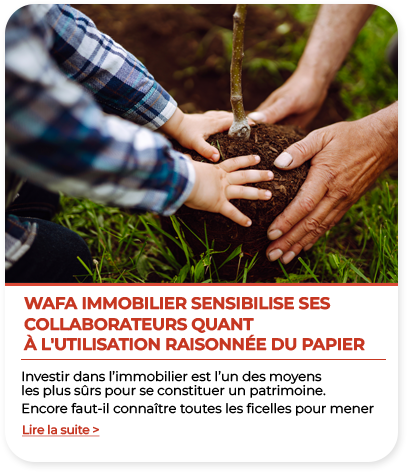 WAFA IMMOBILIER SENSIBILISE SES
COLLABORATEURS QUANT
À L'UTILISATION RAISONNÉE DU PAPIER
Investir dans l'immobilier est l'un des moyens
les plus sûrs pour se constituer un patrimoine.
Encore faut-il connaître toutes les ficelles pour mener
Lire la suite >